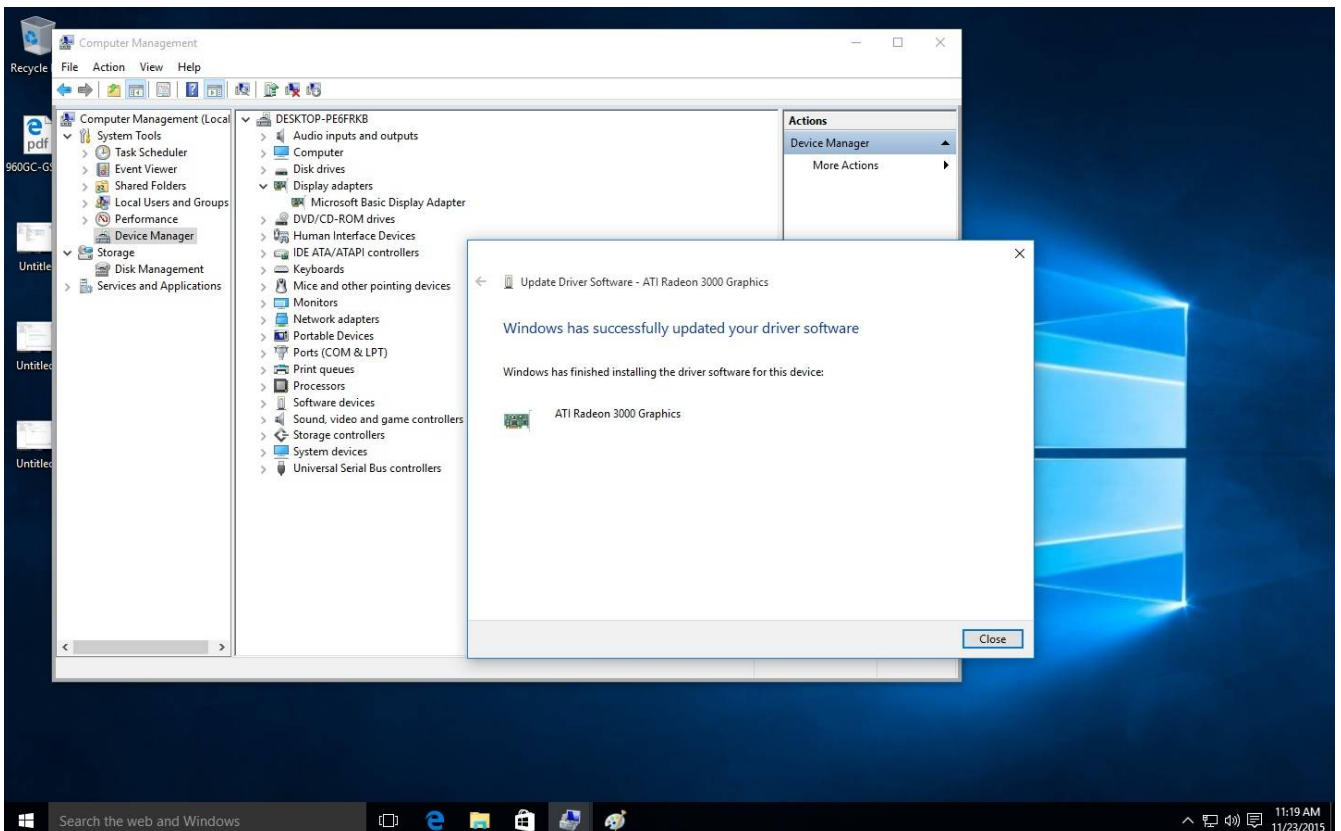 Recycle
pdf
960GC-GS
Untitle
Untitled
Untitled
Computer Management
File Action View Help
Computer Management (Local
System Tools
Task Scheduler
Event Viewer
Shared Folders
Local Users and Groups
Performance
Device Manager
Storage
Disk Management
Services and Applications
DESKTOP-PE6FRKB
Audio inputs and outputs
Computer
Disk drives
Display adapters
Microsoft Basic Display Adapter
DVD/CD-ROM drives
Human Interface Devices
IDE ATA/ATAPI controllers
Keyboards
Mice and other pointing devices
Monitors
Network adapters
Portable Devices
Ports (COM & LPT)
Print queues
Processors
Software devices
Sound, video and game controllers
Storage controllers
System devices
Universal Serial Bus controllers
Actions
Device Manager
More Actions
Update Driver Software - ATI Radeon 3000 Graphics
Windows has successfully updated your driver software
Windows has finished installing the driver software for this device:
ATI Radeon 3000 Graphics
Close
Search the web and Windows
11:19 AM
11/23/2015